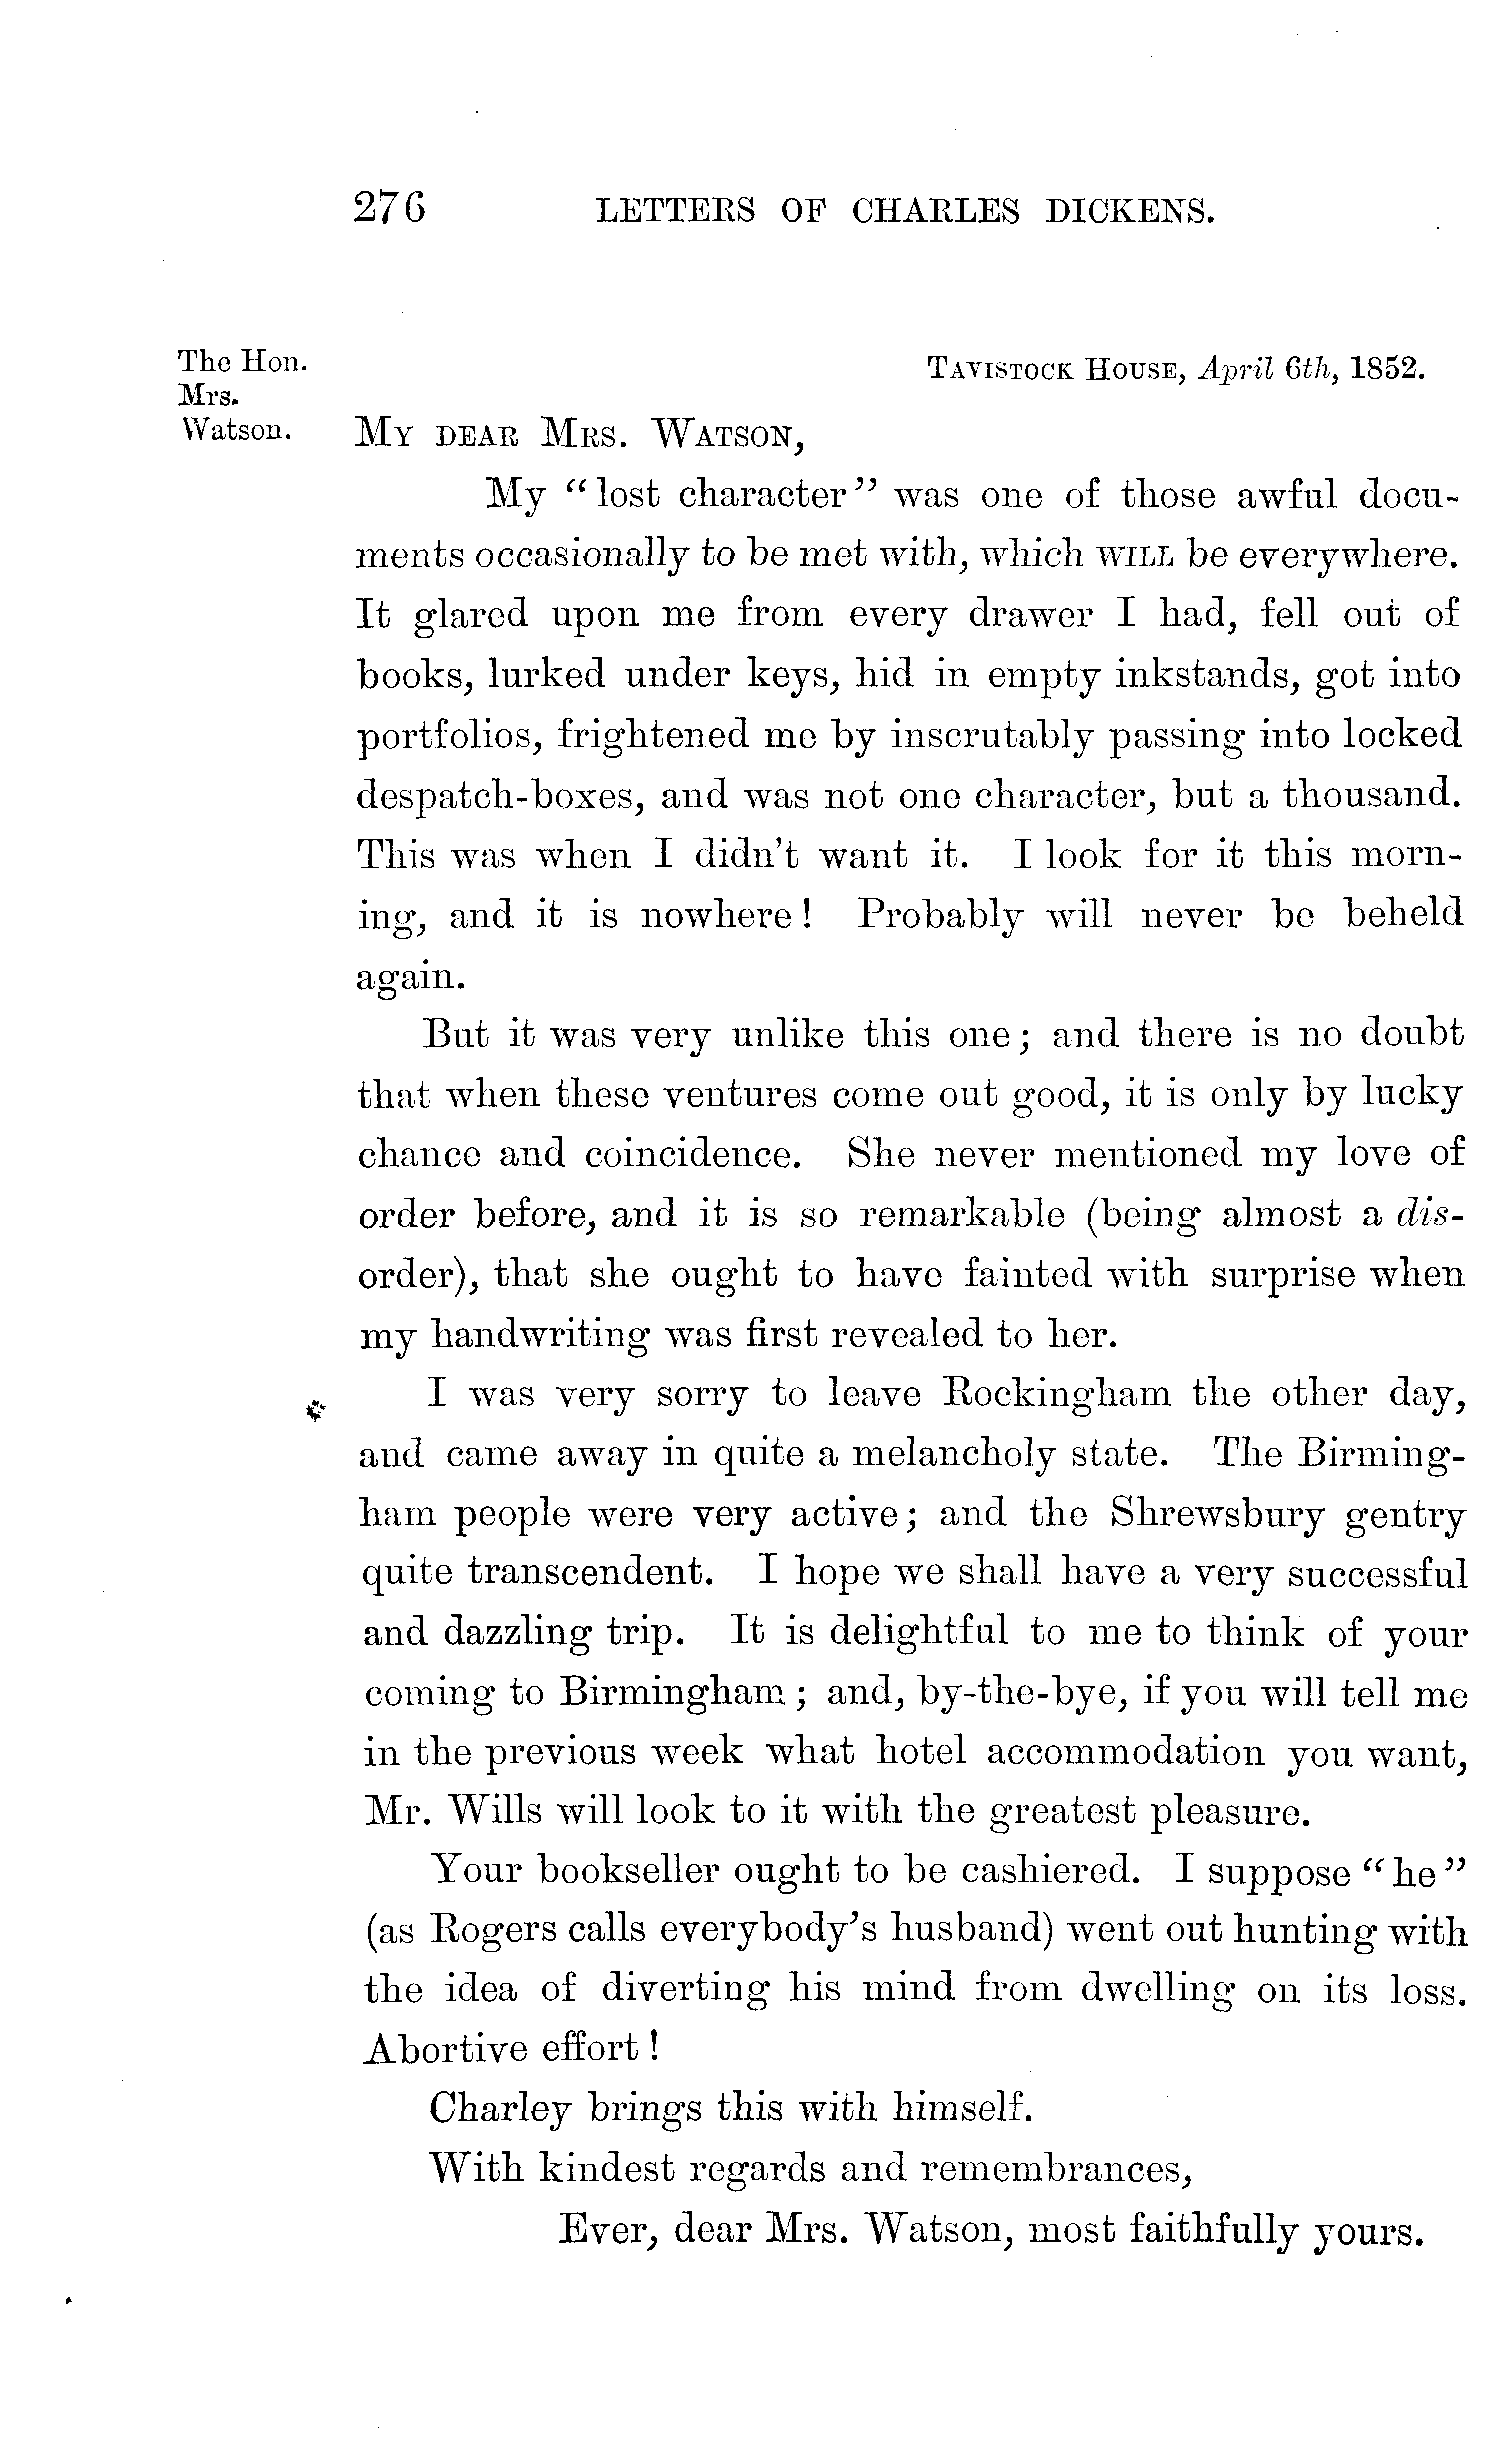 276 LETTERS OF CHARLES DICKENS.
The Hon.
Mrs.
Watson.
TAVISTOCK HOUSE, April 6th, 1852.
MY DEAR MRS. WATSON,
My “lost character” was one of those awful docu-
ments occasionally to be met with, which WILL be everywhere.
It glared upon me from every drawer I had, fell out of
books, lurked under keys, hid in empty inkstands, got into
portfolios, frightened me by inscrutably passing into locked
despatch-boxes, and was not one character, but a thousand.
This was when I didn't want it. I look for it this morn-
ing, and it is nowhere! Probably will never be beheld
again.
But it was very unlike this one; and there is no doubt
that when these ventures come out good, it is only by lucky
chance and coincidence. She never mentioned my love of
order before, and it is so remarkable (being almost a dis-
order), that she ought to have fainted with surprise when
my handwriting was first revealed to her.
I was very sorry to leave Rockingham the other day,
and came away in quite a melancholy state. The Birming-
ham people were very active; and the Shrewsbury gentry
quite transcendent. I hope we shall have a very successful
and dazzling trip. It is delightful to me to think of your
coming to Birmingham; and, by-the-bye, if you will tell me
in the previous week what hotel accommodation you want,
Mr. Wills will look to it with the greatest pleasure.
Your bookseller ought to be cashiered. I suppose “he”
(as Rogers calls everybody's husband) went out hunting with
the idea of diverting his mind from dwelling on its loss.
Abortive effort!
Charley brings this with himself.
With kindest regards and remembrances,
Ever, dear Mrs. Watson, most faithfully yours.